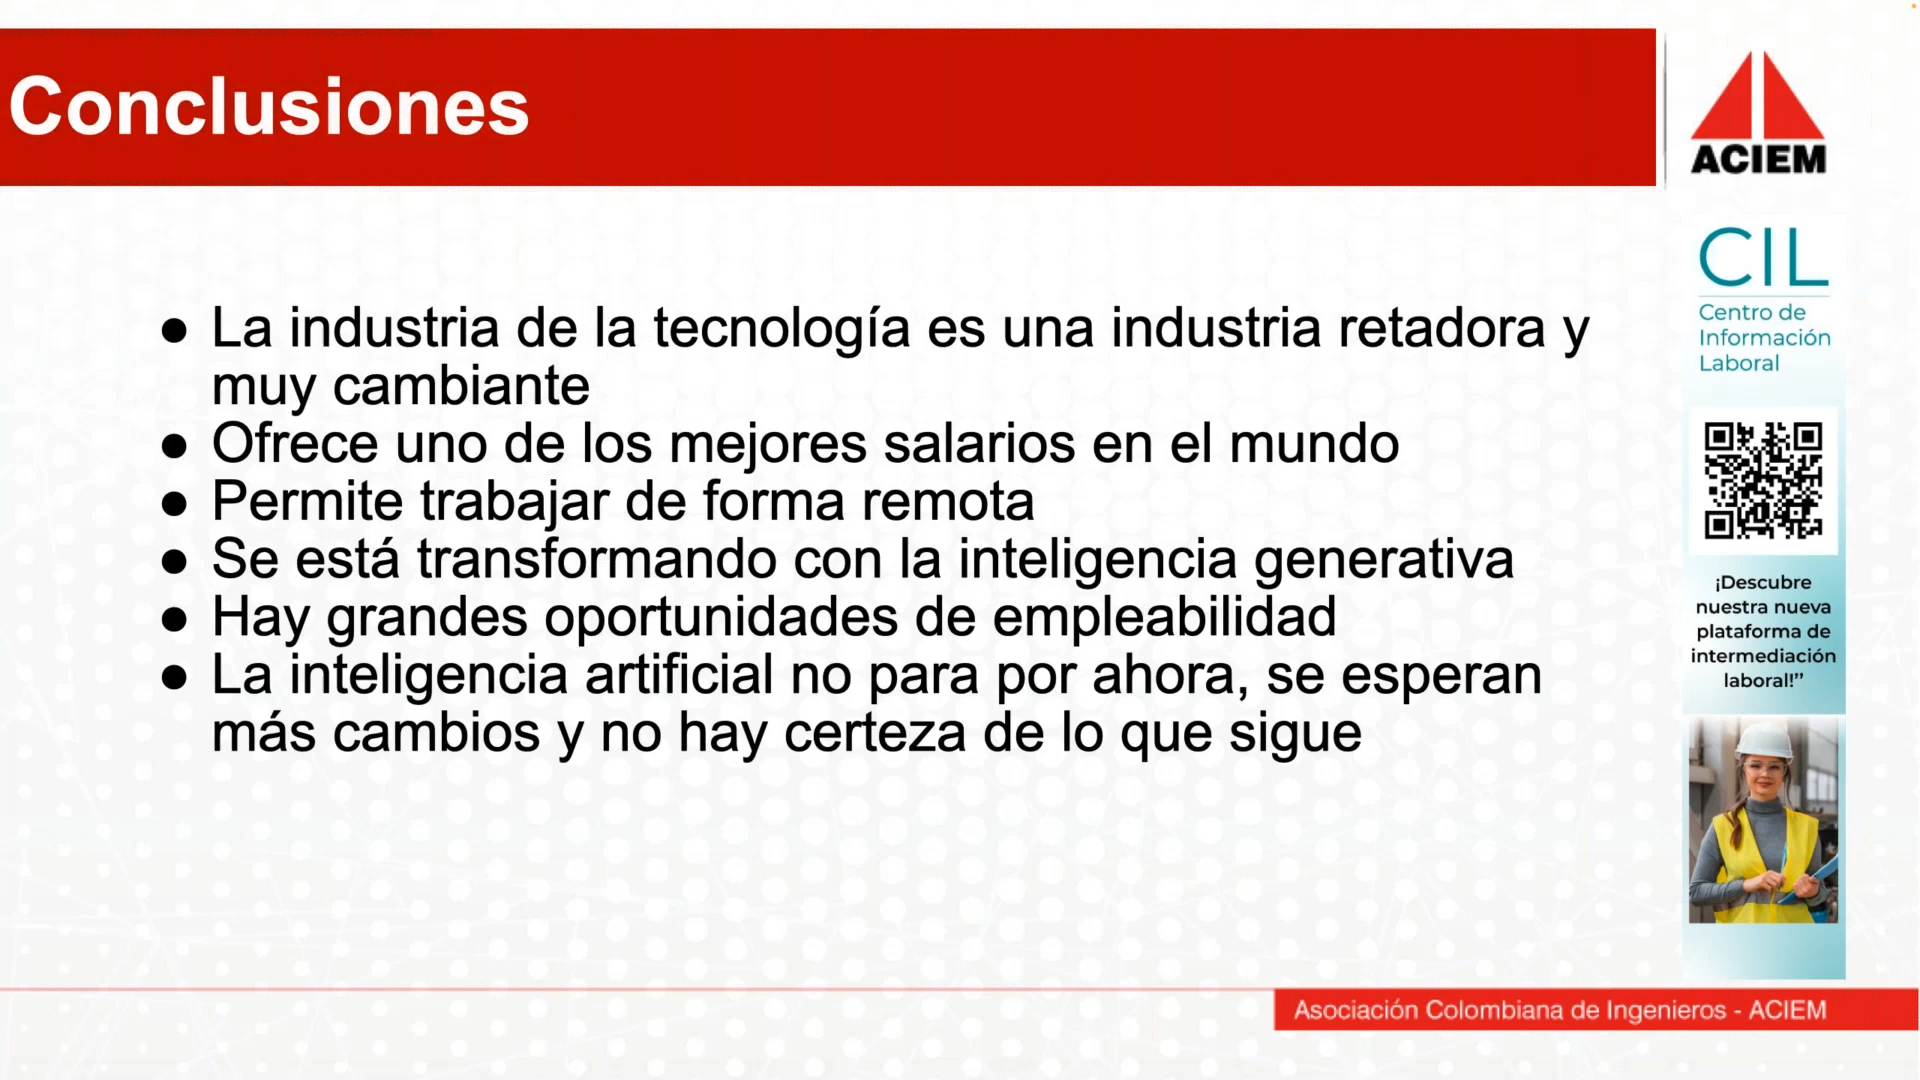 Conclusiones
ACIEM
● La industria de la tecnología es una industria retadora y
muy cambiante
● Ofrece uno de los mejores salarios en el mundo
● Permite trabajar de forma remota
● Se está transformando con la inteligencia generativa
● Hay grandes oportunidades de empleabilidad
● La inteligencia artificial no para por ahora, se esperan
más cambios y no hay certeza de lo que sigue
CIL
Centro de
Información
Laboral
¡Descubre
nuestra nueva
plataforma de
intermediación
laboral!”
Asociación Colombiana de Ingenieros - ACIEM